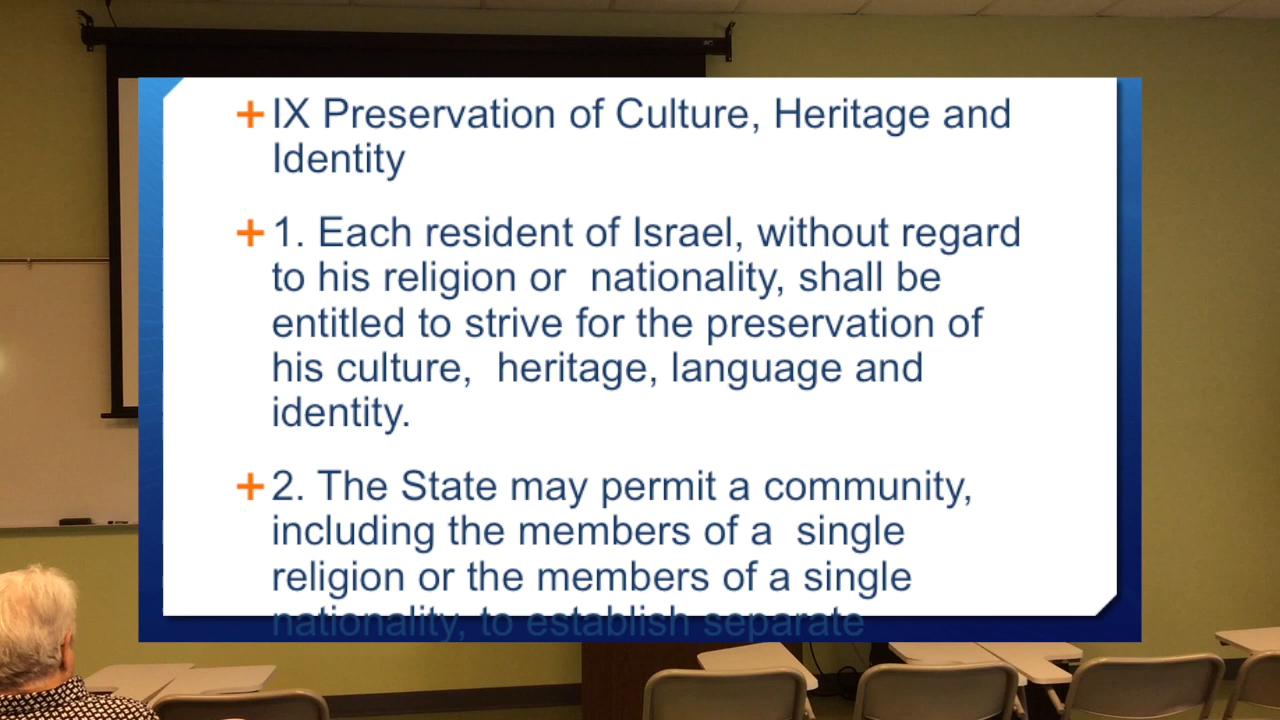 IX Preservation of Culture, Heritage and
Identity
1. Each resident of Israel, without regard
to his religion or nationality, shall be
entitled to strive for the preservation of
his culture, heritage, language and
identity.
2. The State may permit a community,
including the members of a single
religion or the members of a single
nationality, to establish separate